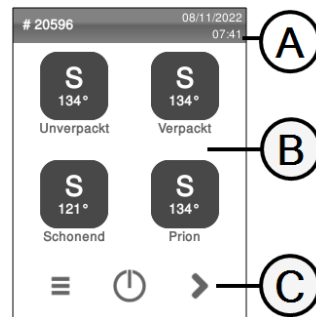 # 20596 08/11/2022
07:41
A
S S
134° 134°
Unverpackt Verpackt
B
S S
121° 134°
Schonend Prion
C